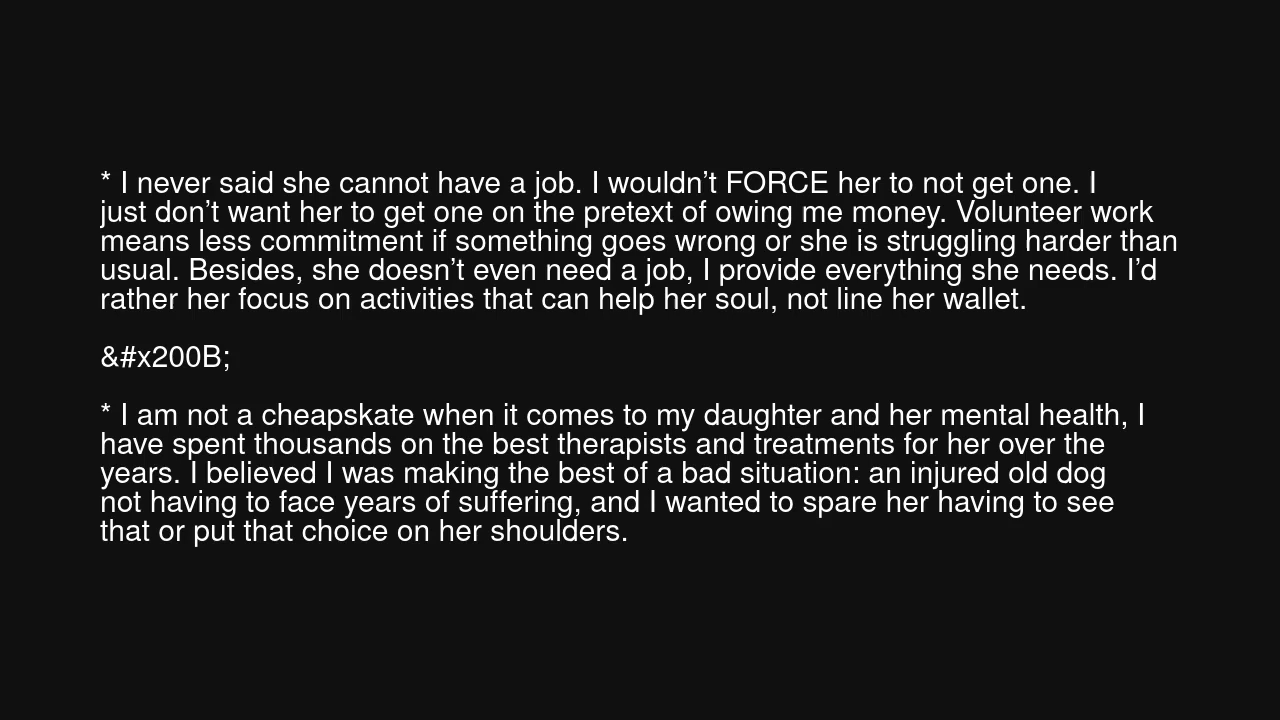 * I never said she cannot have a job. I wouldn’t FORCE her to not get one. I
just don’t want her to get one on the pretext of owing me money. Volunteer work
means less commitment if something goes wrong or she is struggling harder than
usual. Besides, she doesn’t even need a job, I provide everything she needs. I’d
rather her focus on activities that can help her soul, not line her wallet.
&#x200B;
* I am not a cheapskate when it comes to my daughter and her mental health, I
have spent thousands on the best therapists and treatments for her over the
years. I believed I was making the best of a bad situation: an injured old dog
not having to face years of suffering, and I wanted to spare her having to see
that or put that choice on her shoulders.